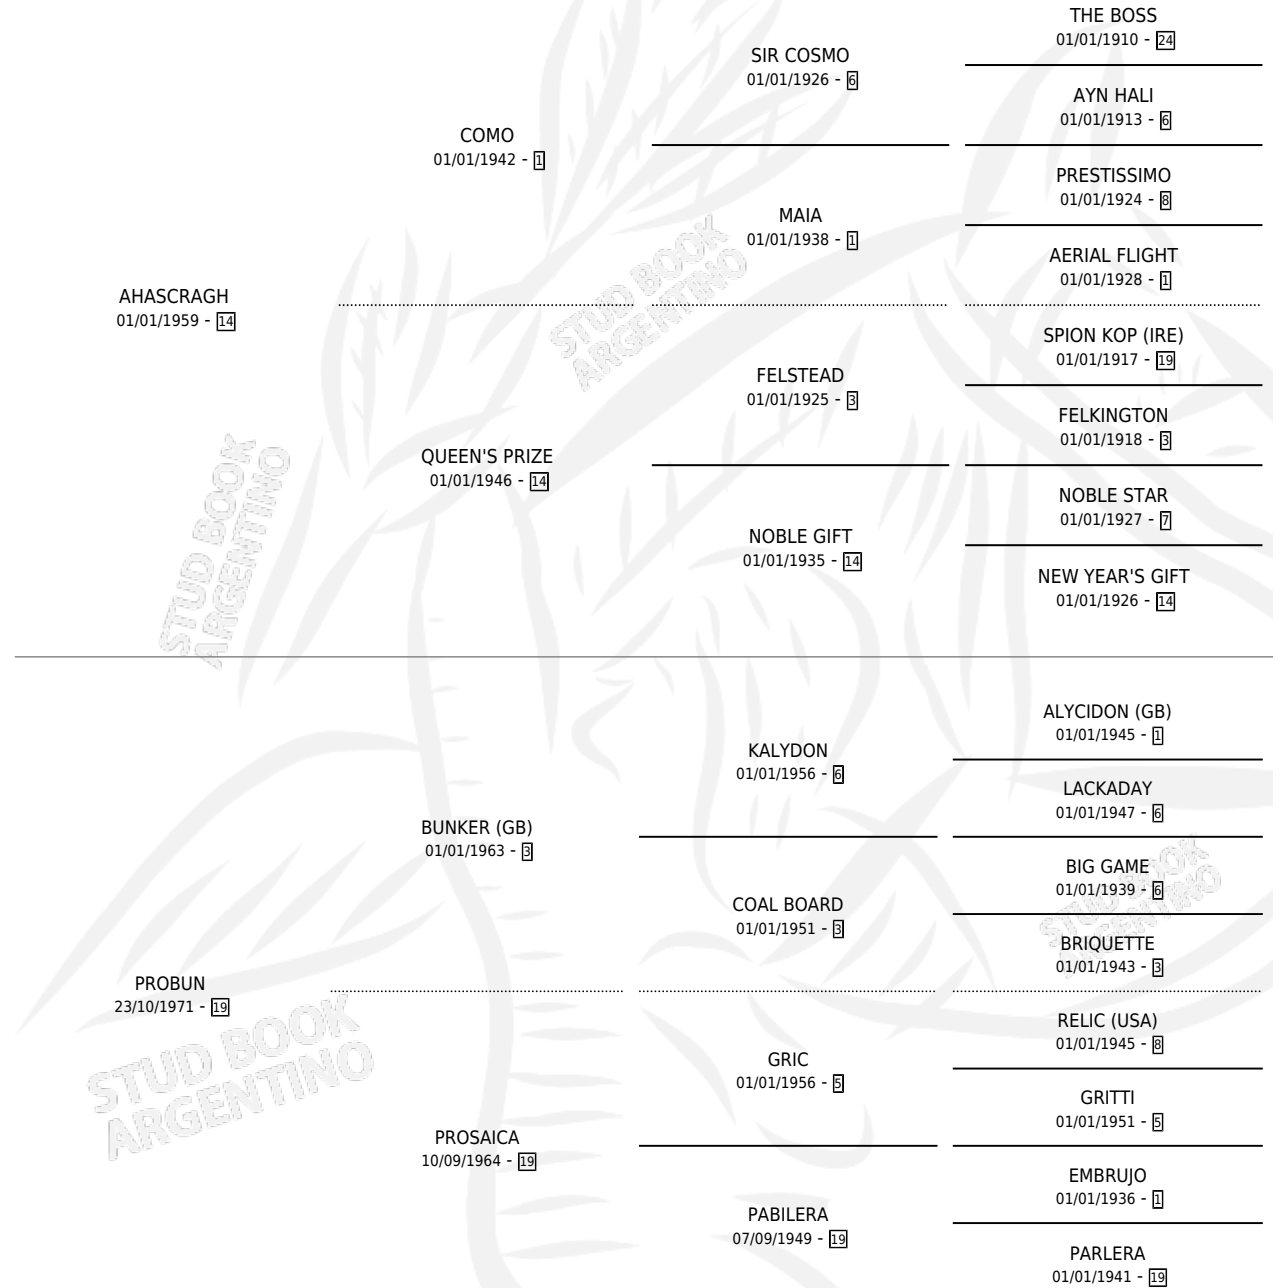 THE BOSS
01/01/1910 - 24
SIR COSMO
01/01/1926 - 6
AYN HALI
01/01/1913 - 6
COMO
01/01/1942 - 1
PRESTISSIMO
01/01/1924 - 8
MAIA
01/01/1938 - 1
AERIAL FLIGHT
01/01/1928 - 1
AHASCRAGH
01/01/1959 - 14
SPION KOP (IRE)
01/01/1917 - 19
FELSTEAD
01/01/1925 - 3
FELKINGTON
01/01/1918 - 3
QUEEN'S PRIZE
01/01/1946 - 14
NOBLE STAR
01/01/1927 - 7
NOBLE GIFT
01/01/1935 - 14
NEW YEAR'S GIFT
01/01/1926 - 14
ALYCIDON (GB)
01/01/1945 - 1
KALYDON
01/01/1956 - 6
LACKADAY
01/01/1947 - 6
BUNKER (GB)
01/01/1963 - 3
BIG GAME
01/01/1939 - 6
COAL BOARD
01/01/1951 - 3
BRIQUETTE
01/01/1943 - 3
PROBUN
23/10/1971 - 19
RELIC (USA)
01/01/1945 - 8
GRIC
01/01/1956 - 5
GRITTI
01/01/1951 - 5
PROSAICA
10/09/1964 - 19
EMBRUJO
01/01/1936 - 1
PABILERA
07/09/1949 - 19
PARLERA
01/01/1941 - 19
STUD BOOK
ARGENTINO
STUD BOOK
ARGENTINO
STUD BOOK
ARGENTINO
STUD BOOK
ARGENTINO